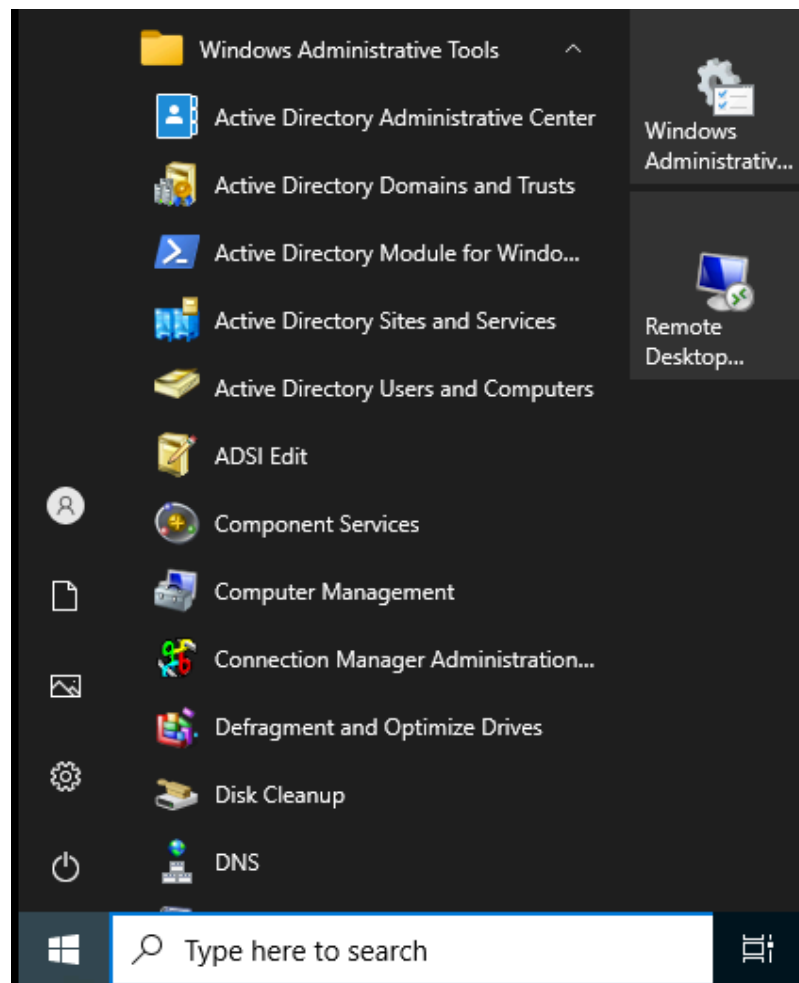 Windows Administrative Tools
Active Directory Administrative Center
Active Directory Domains and Trusts
Active Directory Module for Windo...
Active Directory Sites and Services
Active Directory Users and Computers
ADSI Edit
Component Services
Computer Management
Connection Manager Administration...
Defragment and Optimize Drives
Disk Cleanup
DNS
Windows
Administrativ...
Remote
Desktop...
Type here to search